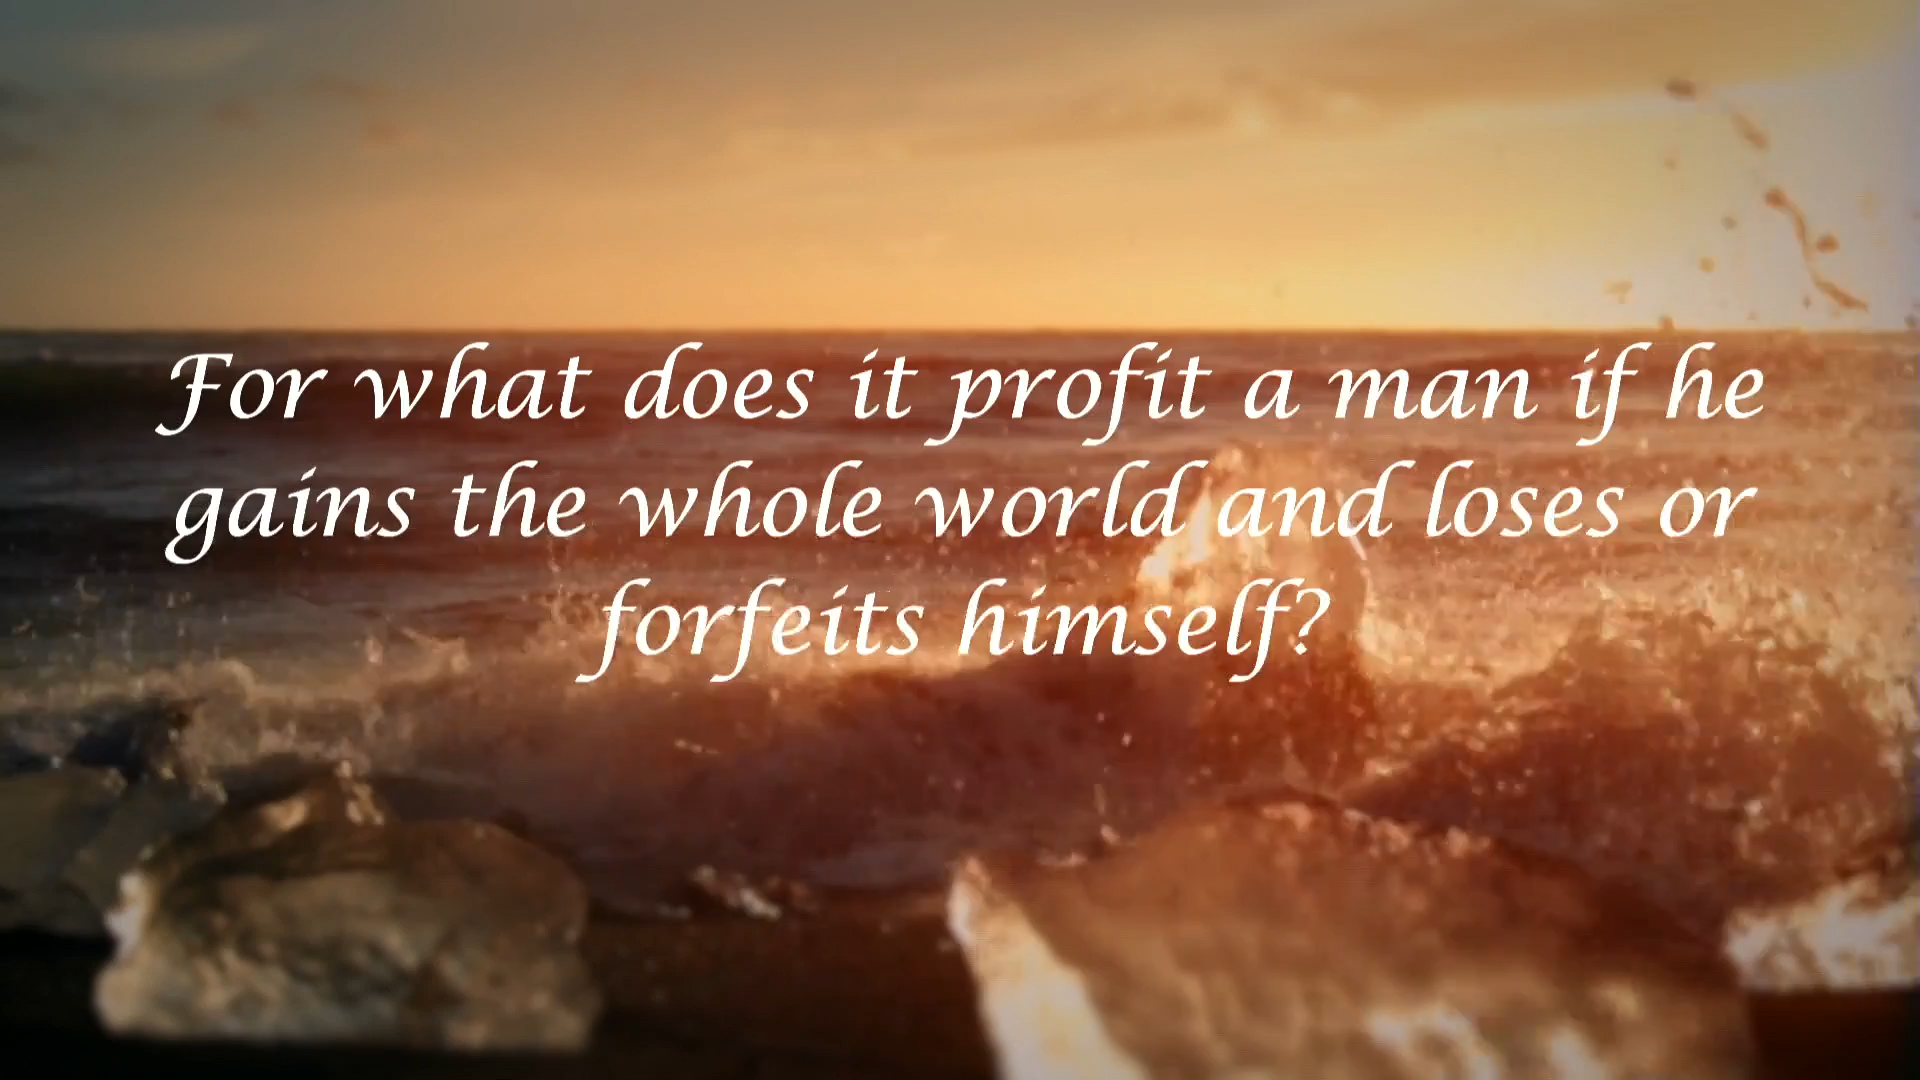 For what does it profit a man if he
gains the whole world and loses or
forfeits himself?